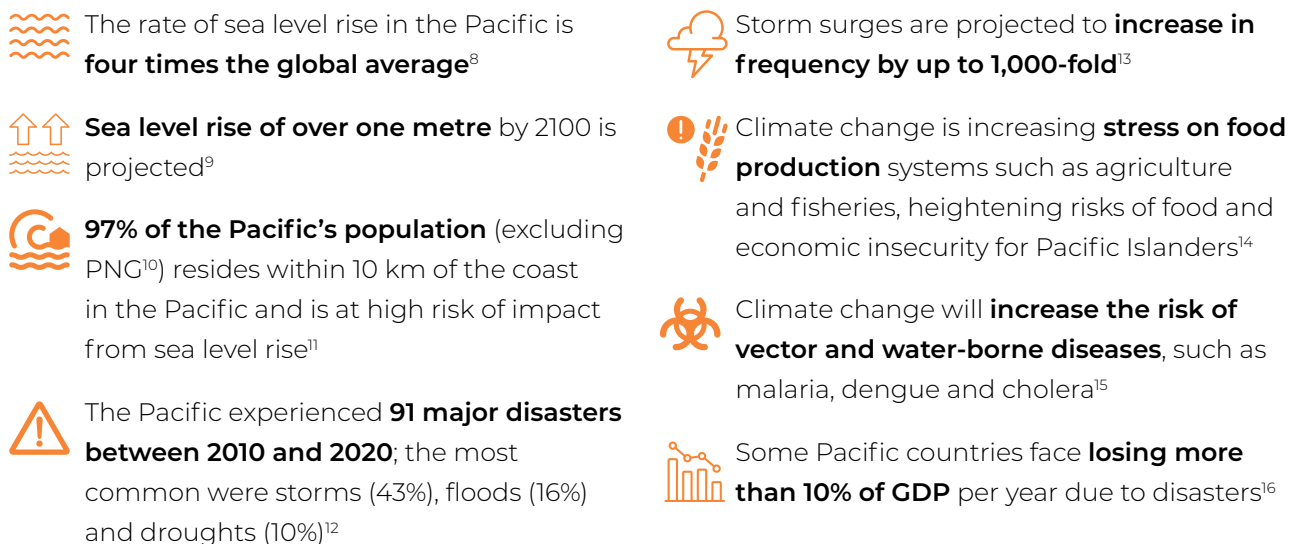 The rate of sea level rise in the Pacific is
four times the global average⁸
Sea level rise of over one metre by 2100 is
projected⁹
97% of the Pacific's population (excluding
PNG¹⁰) resides within 10 km of the coast
in the Pacific and is at high risk of impact
from sea level rise¹¹
The Pacific experienced 91 major disasters
between 2010 and 2020; the most
common were storms (43%), floods (16%)
and droughts (10%)¹²
Storm surges are projected to increase in
frequency by up to 1,000-fold¹³
Climate change is increasing stress on food
production systems such as agriculture
and fisheries, heightening risks of food and
economic insecurity for Pacific Islanders¹⁴
Climate change will increase the risk of
vector and water-borne diseases, such as
malaria, dengue and cholera¹⁵
Some Pacific countries face losing more
than 10% of GDP per year due to disasters¹⁶